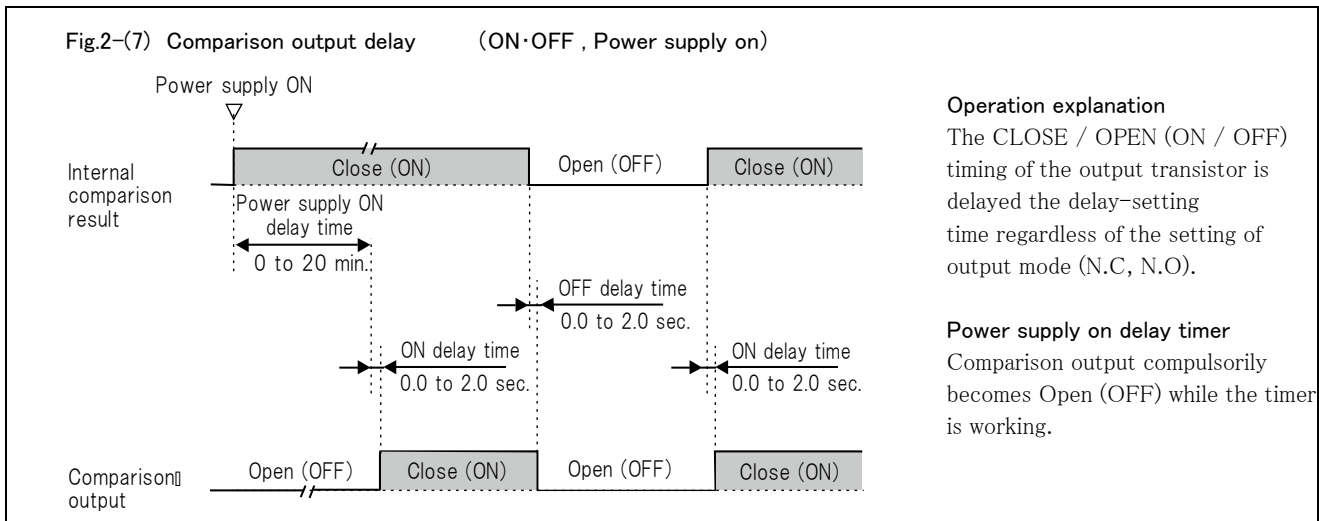 Fig.2-(7) Comparison output delay (ON･OFF , Power supply on)
Power supply ON
Internal
comparison
result
Close (ON)
Open (OFF)
Close (ON)
Power supply ON
delay time
0 to 20 min.
OFF delay time
0.0 to 2.0 sec.
ON delay time
0.0 to 2.0 sec.
ON delay time
0.0 to 2.0 sec.
Comparison
output
Open (OFF)
Close (ON)
Open (OFF)
Close (ON)
Operation explanation
The CLOSE / OPEN (ON / OFF)
timing of the output transistor is
delayed the delay-setting
time regardless of the setting of
output mode (N.C, N.O).
Power supply on delay timer
Comparison output compulsorily
becomes Open (OFF) while the timer
is working.